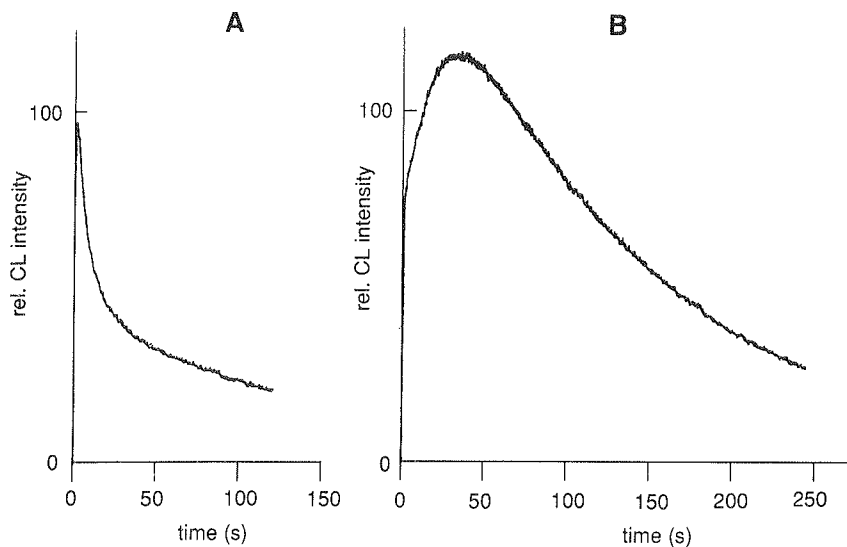 A
100
rel. CL intensity
0
0 50 100 150
time (s)
B
100
rel. CL intensity
0
0 50 100 150 200 250
time (s)